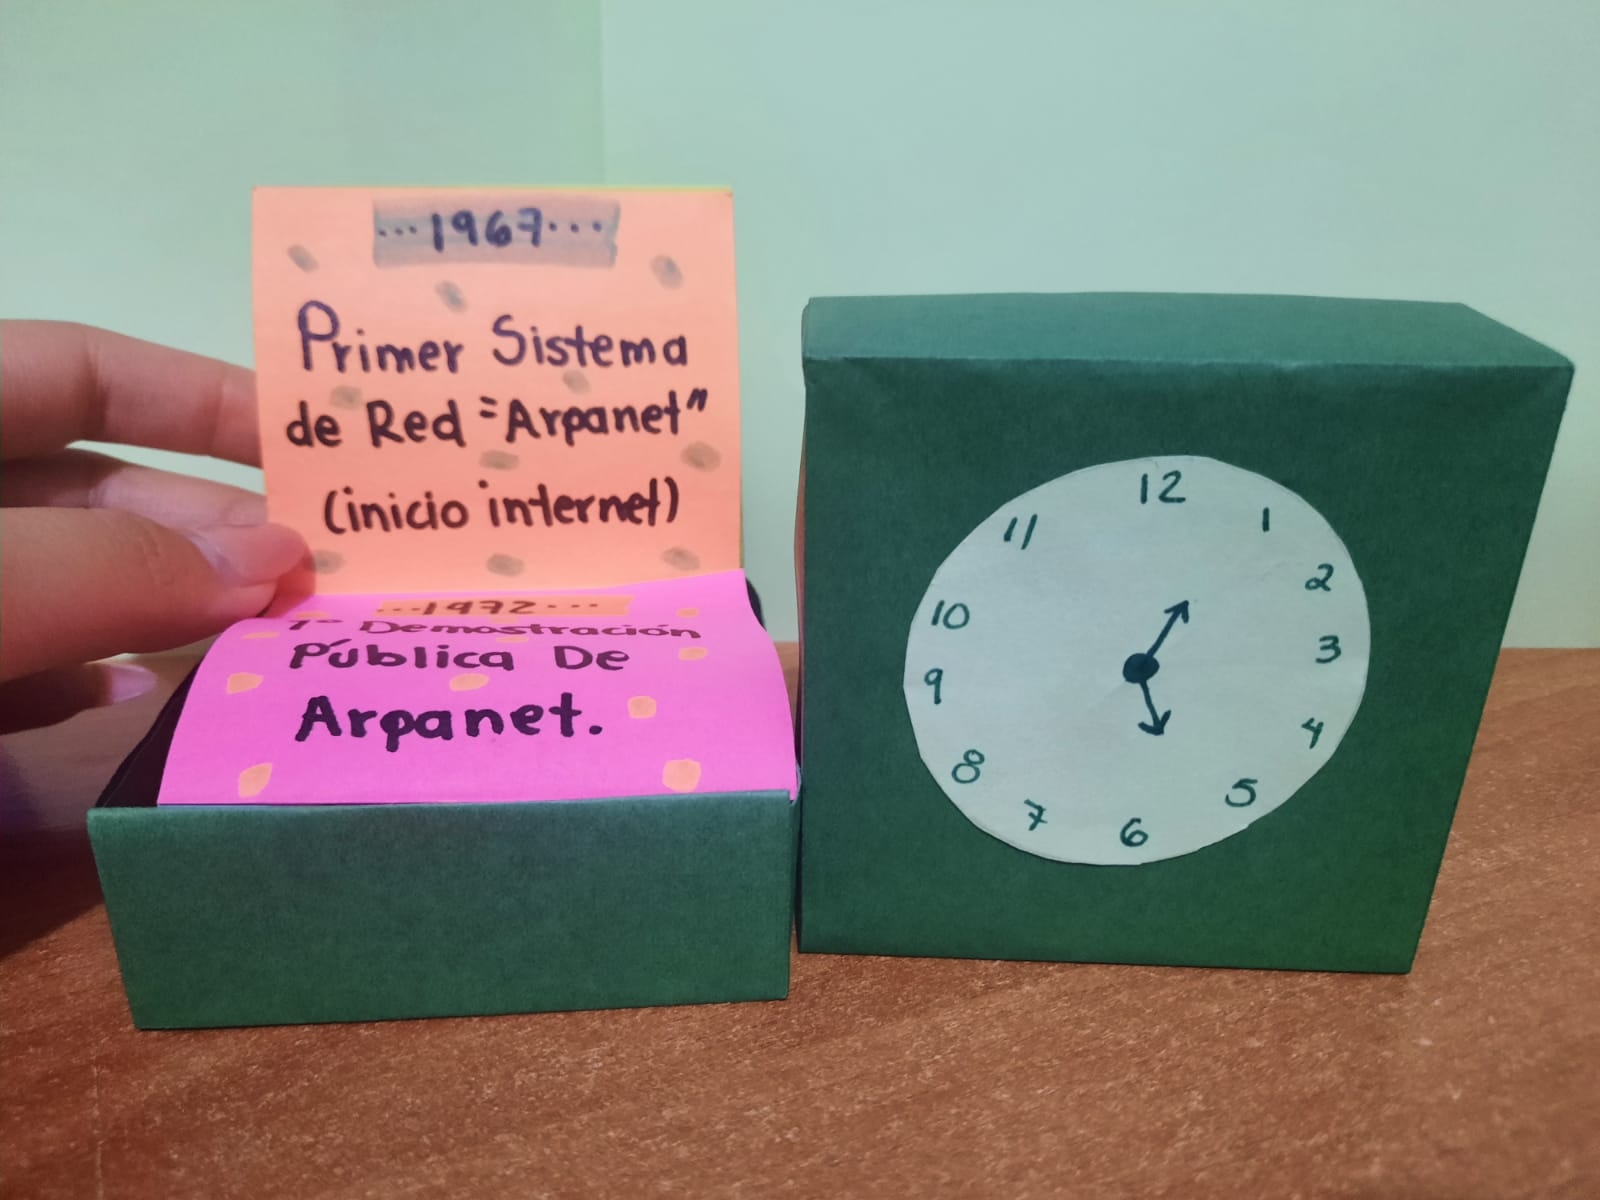 ...1967...
Primer Sistema
de Red "Arpanet"
(inicio internet)
...1972...
1° Demostración
Pública De
Arpanet.
12
1
2
3
4
5
6
7
8
9
10
11